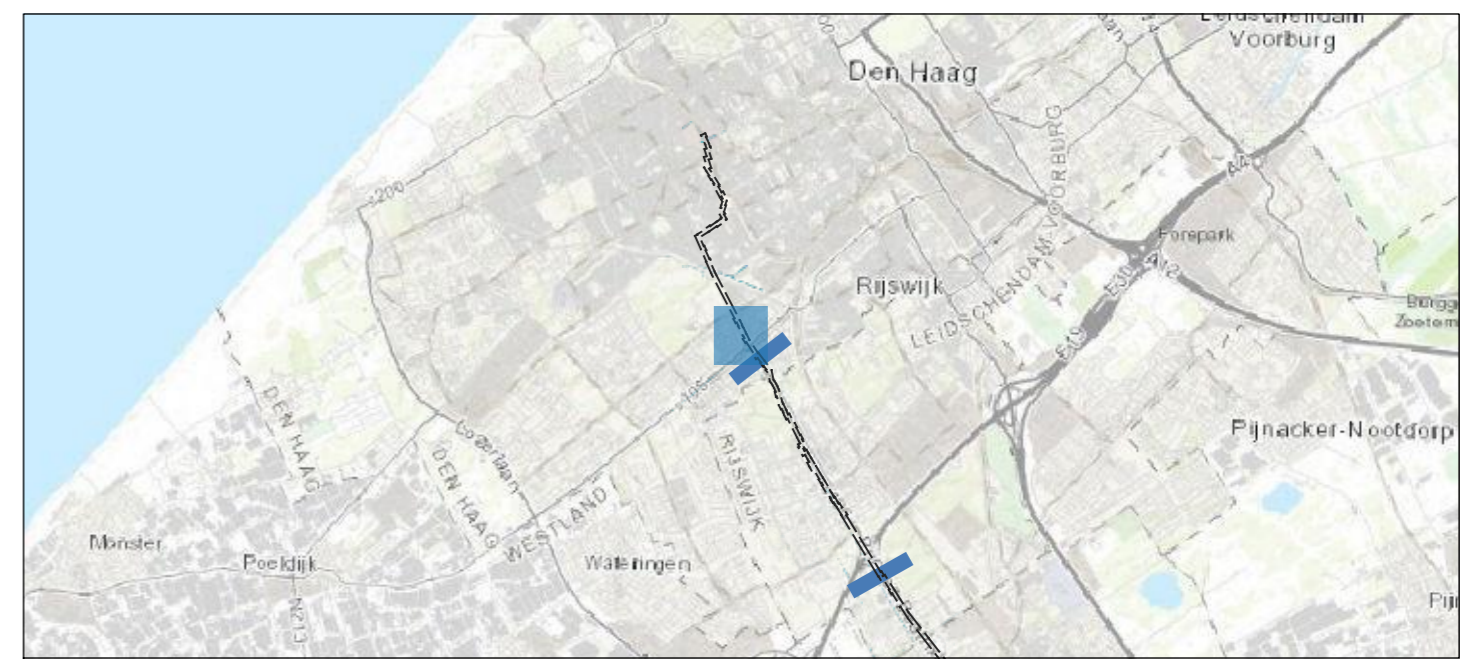 Leidschendam
Voorburg
Den Haag
A4
LEIDSCHENDAM-VOORBURG
Forepark
A12
E30
Rijswijk
E19
DEN HAAG
RIJSWIJK
Pijnacker-Nootdorp
DEN HAAG
WESTLAND
Monster
Poeldijk
Wateringen